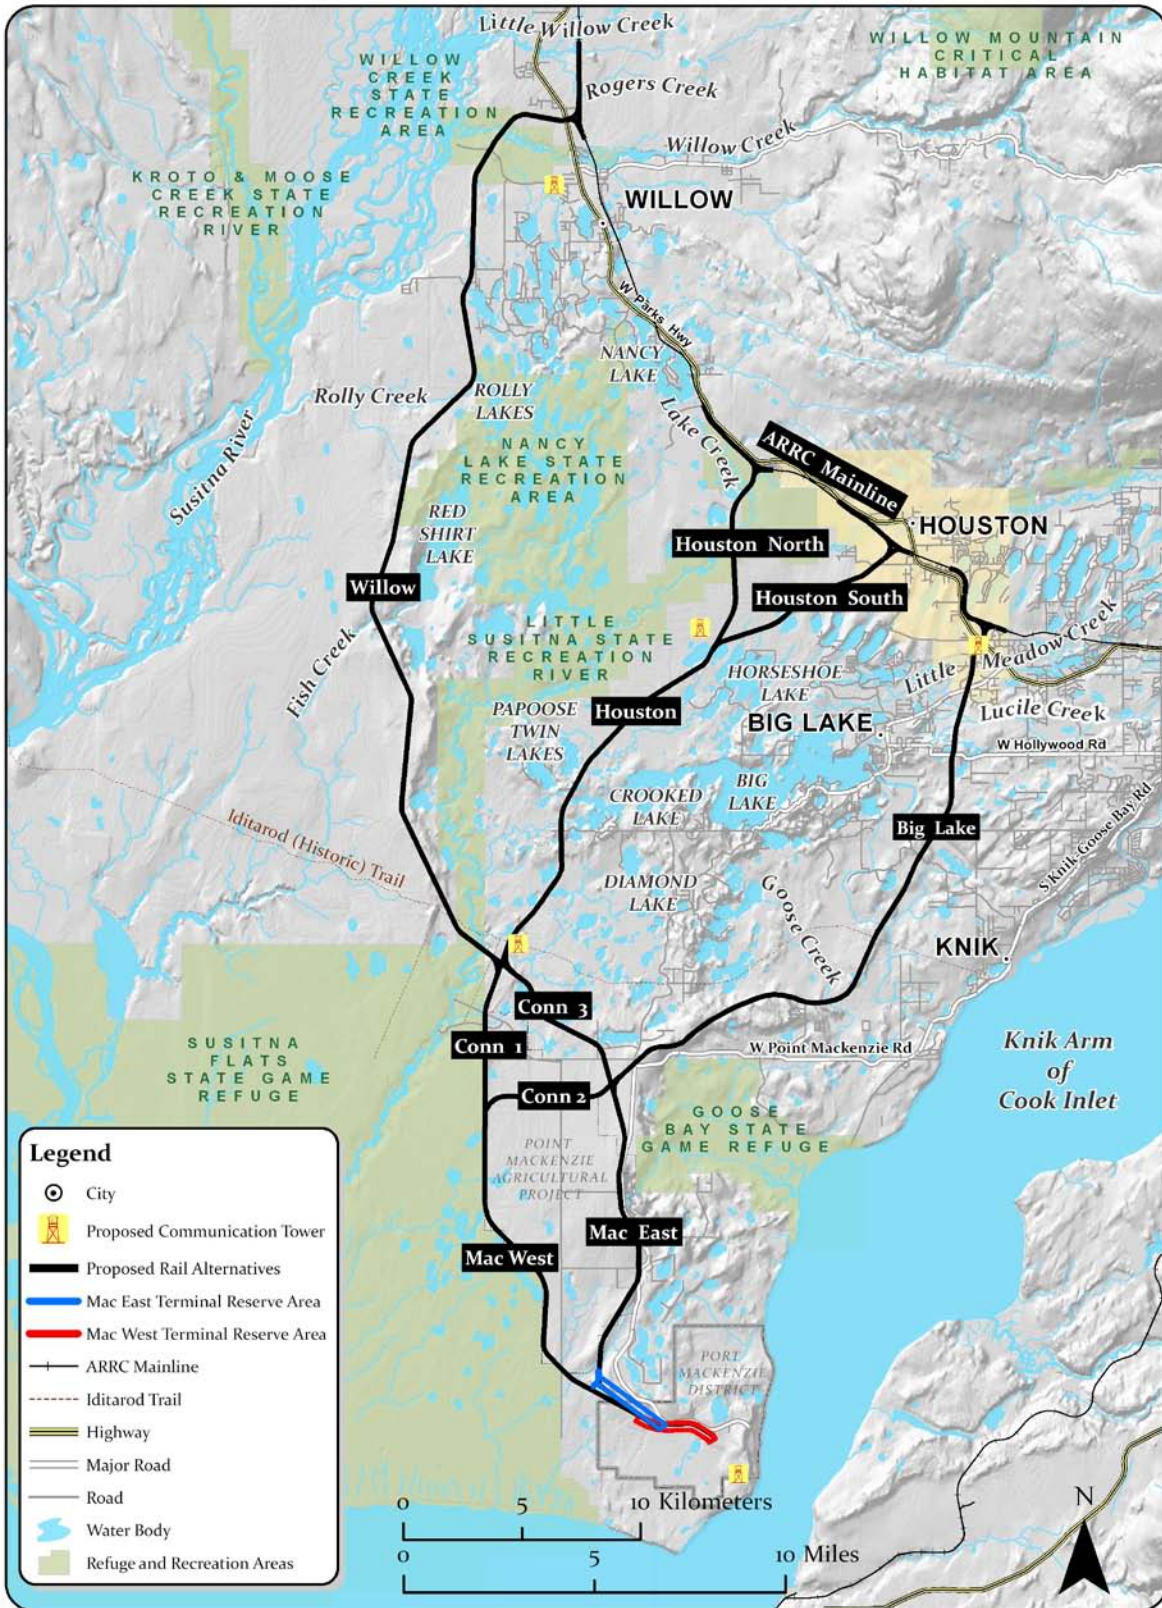 Little Willow Creek
WILLOW MOUNTAIN
CRITICAL
HABITAT AREA
WILLOW
CREEK
STATE
RECREATION
AREA
Rogers Creek
Willow Creek
KROTO & MOOSE
CREEK STATE
RECREATION
RIVER
WILLOW
W Parks Hwy
NANCY
LAKE
Rolly Creek
ROLLY
LAKES
Lake Creek
Susitna River
NANCY
LAKE STATE
RECREATION
AREA
ARRC Mainline
HOUSTON
RED
SHIRT
LAKE
Houston North
Willow
Houston South
LITTLE
SUSITNA STATE
RECREATION
RIVER
Fish Creek
Little Meadow Creek
HORSESHOE
LAKE
Lucile Creek
Houston
PAPOOSE
TWIN
LAKES
BIG LAKE
W Hollywood Rd
BIG
LAKE
CROOKED
LAKE
Big Lake
S Knik-Goose Bay Rd
Iditarod (Historic) Trail
DIAMOND
LAKE
Goose Creek
KNIK
Conn 3
Conn 1
W Point Mackenzie Rd
Knik Arm
of
Cook Inlet
SUSITNA
FLATS
STATE GAME
REFUGE
Conn 2
GOOSE
BAY STATE
GAME REFUGE
POINT
MACKENZIE
AGRICULTURAL
PROJECT
Mac East
Mac West
PORT
MACKENZIE
DISTRICT
Legend
City
Proposed Communication Tower
Proposed Rail Alternatives
Mac East Terminal Reserve Area
Mac West Terminal Reserve Area
ARRC Mainline
Iditarod Trail
Highway
Major Road
Road
Water Body
Refuge and Recreation Areas
0 5 10 Kilometers
0 5 10 Miles
N